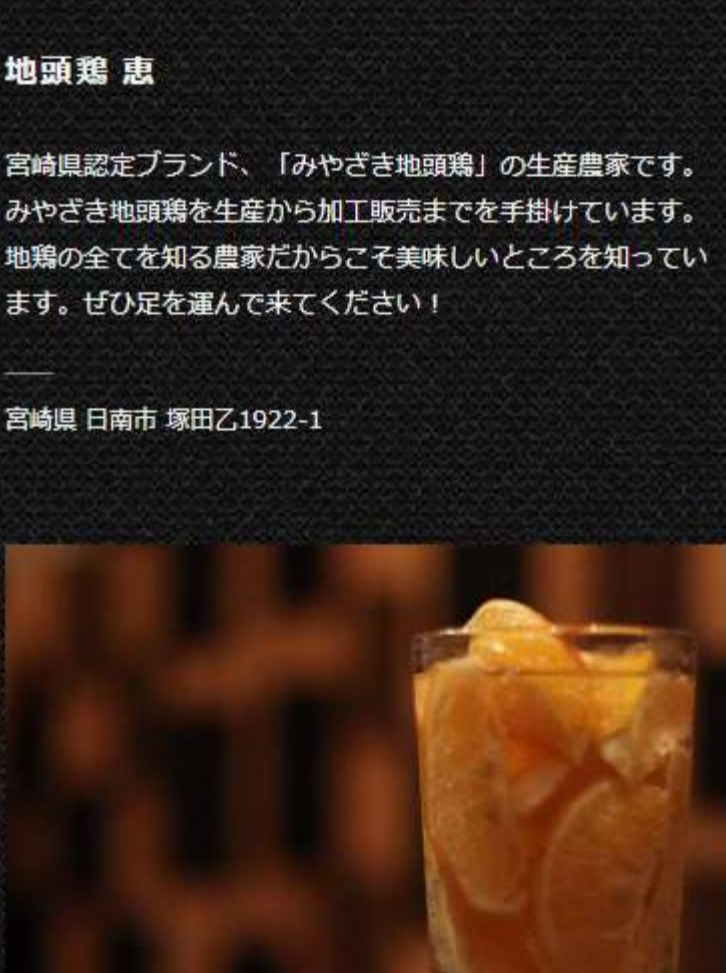 地頭鶏 恵
宮崎県認定ブランド、「みやざき地頭鶏」の生産農家です。
みやざき地頭鶏を生産から加工販売までを手掛けています。
地鶏の全てを知る農家だからこそ美味しいところを知ってい
ます。ぜひ足を運んで来てください！
宮崎県 日南市 塚田乙1922-1